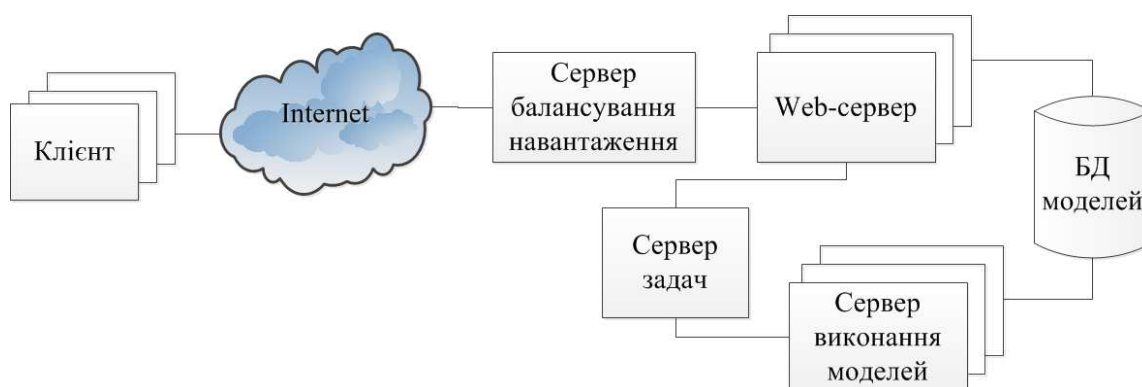 Клієнт
Internet
Сервер
балансування
навантаження
Web-сервер
БД
моделей
Сервер
задач
Сервер
виконання
моделей